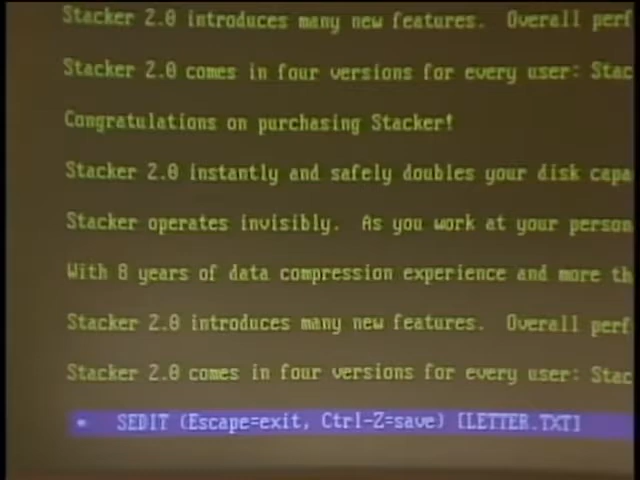 Stacker 2.0 introduces many new features.  Overall perf
Stacker 2.0 comes in four versions for every user: Stac
Congratulations on purchasing Stacker!
Stacker 2.0 instantly and safely doubles your disk capa
Stacker operates invisibly.  As you work at your person
With 8 years of data compression experience and more th
Stacker 2.0 introduces many new features.  Overall perf
Stacker 2.0 comes in four versions for every user: Stac
SEDIT (Escape=exit, Ctrl-Z=save) [LETTER.TXT]